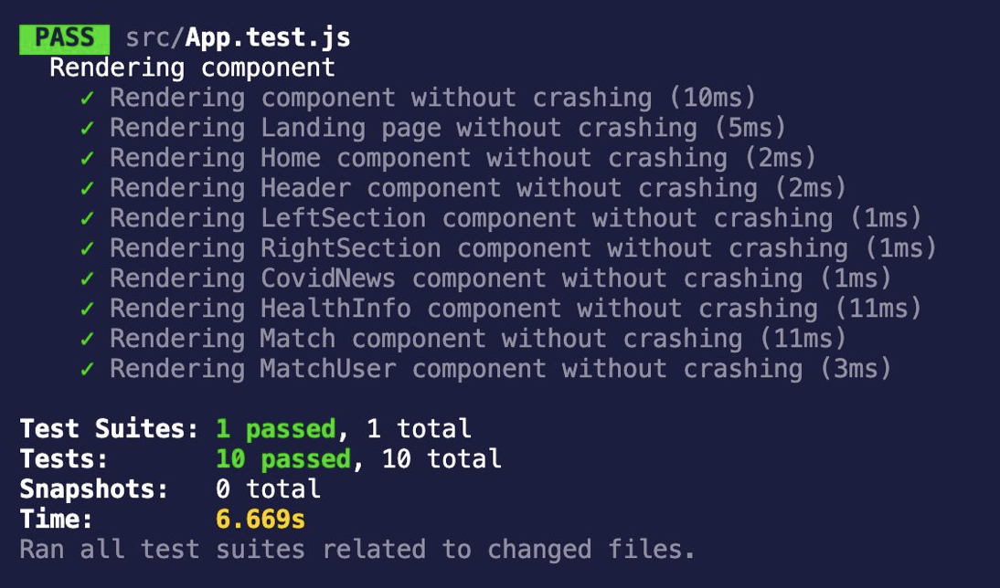 PASS src/App.test.js
Rendering component
✓ Rendering component without crashing (10ms)
✓ Rendering Landing page without crashing (5ms)
✓ Rendering Home component without crashing (2ms)
✓ Rendering Header component without crashing (2ms)
✓ Rendering LeftSection component without crashing (1ms)
✓ Rendering RightSection component without crashing (1ms)
✓ Rendering CovidNews component without crashing (1ms)
✓ Rendering HealthInfo component without crashing (11ms)
✓ Rendering Match component without crashing (11ms)
✓ Rendering MatchUser component without crashing (3ms)
Test Suites: 1 passed, 1 total
Tests: 10 passed, 10 total
Snapshots: 0 total
Time: 6.669s
Ran all test suites related to changed files.